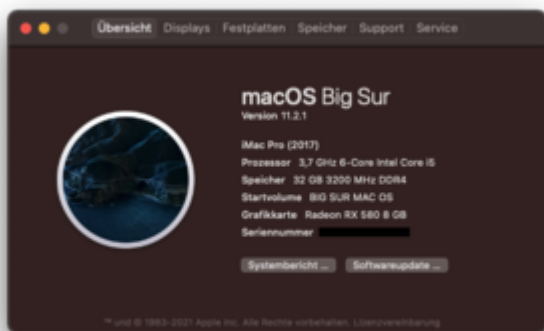 Übersicht Displays Festplatten Speicher Support Service
macOS Big Sur
Version 11.2.1
iMac Pro (2017)
Prozessor 3,7 GHz 6-Core Intel Core i5
Speicher 32 GB 3200 MHz DDR4
Startvolume BIG SUR MAC OS
Grafikkarte Radeon RX 580 8 GB
Seriennummer
Systembericht ... Softwareupdate ...
™ und © 1983-2021 Apple Inc. Alle Rechte vorbehalten. Lizenzvereinbarung